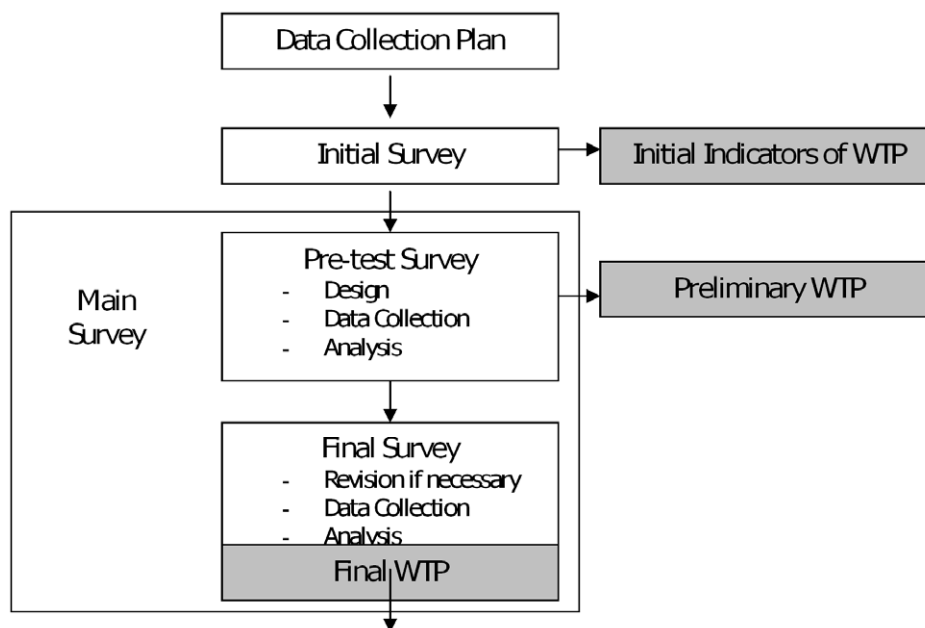 Data Collection Plan
Initial Survey
Initial Indicators of WTP
Main
Survey
Pre-test Survey
- Design
- Data Collection
- Analysis
Preliminary WTP
Final Survey
- Revision if necessary
- Data Collection
- Analysis
Final WTP